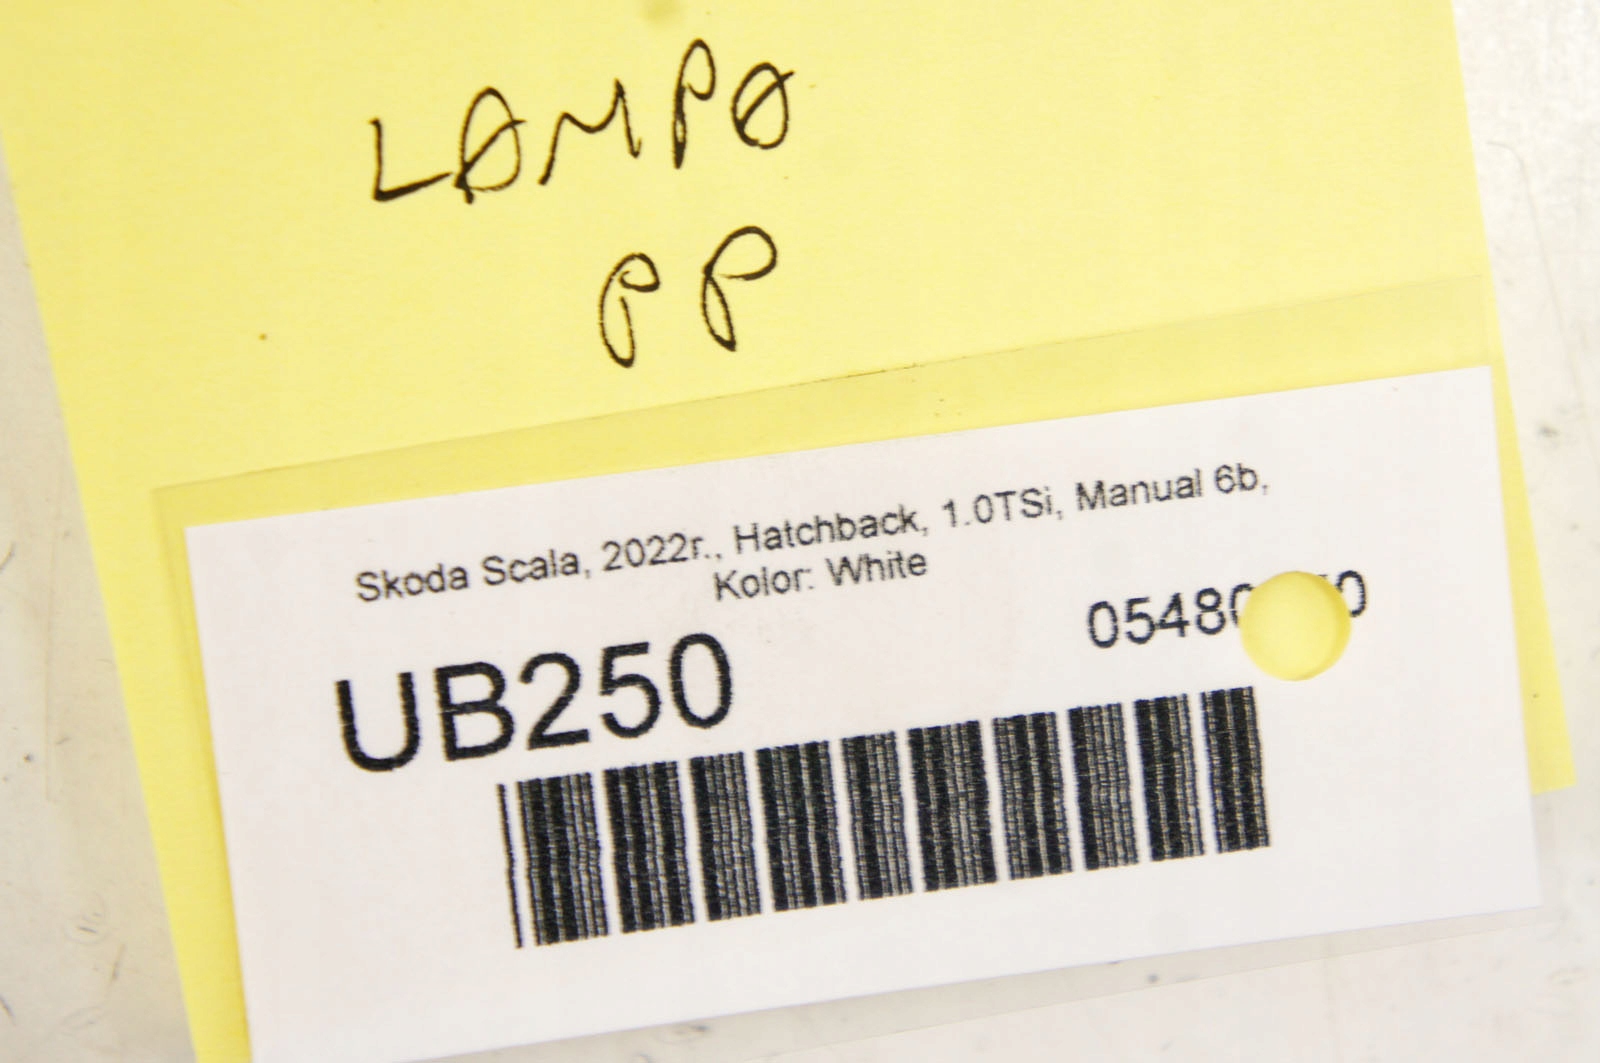 LAMPA
PP
Skoda Scala, 2022r., Hatchback, 1.0TSi, Manual 6b,
Kolor: White
UB250